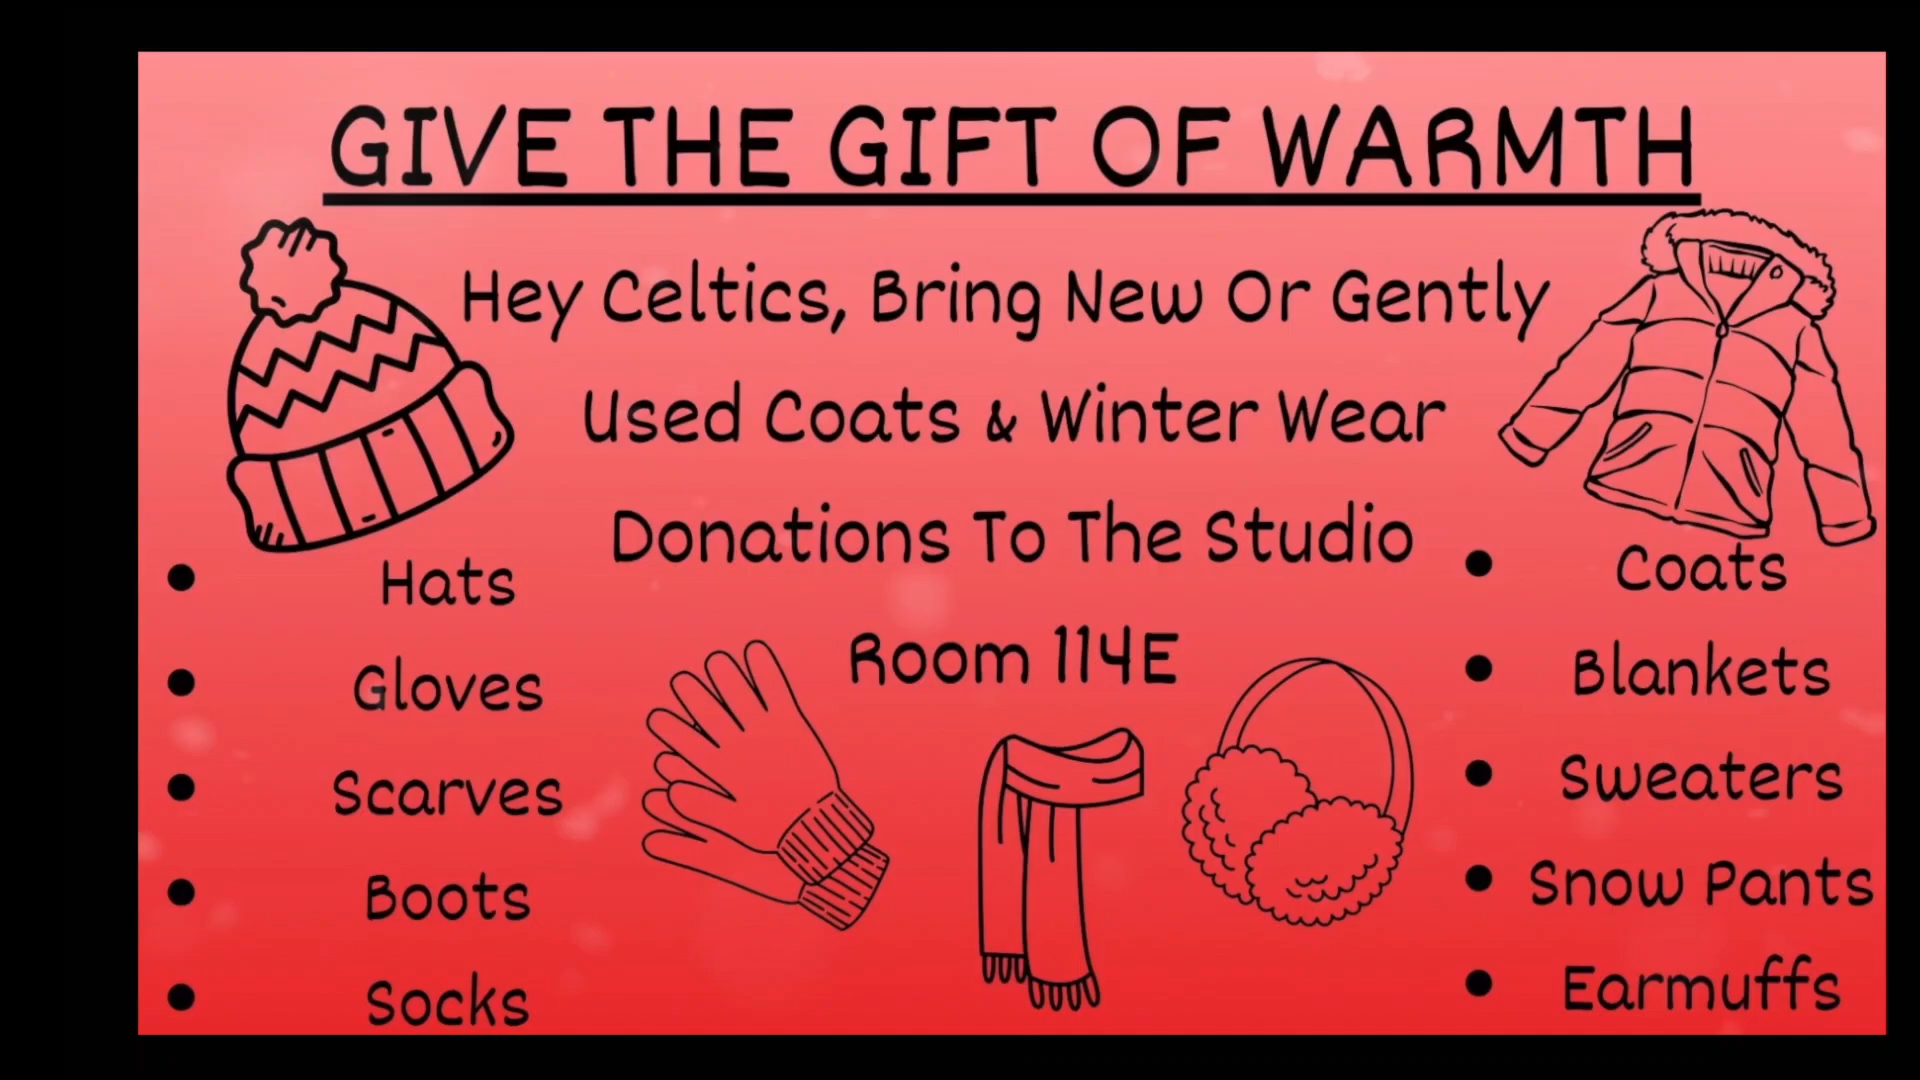 GIVE THE GIFT OF WARMTH
Hey Celtics, Bring New Or Gently
Used Coats & Winter Wear
Donations To The Studio
Room 114E
• Hats
• Gloves
• Scarves
• Boots
• Socks
• Coats
• Blankets
• Sweaters
• Snow Pants
• Earmuffs